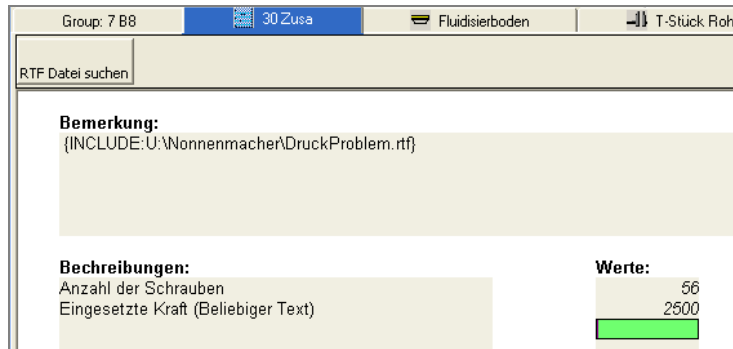 Group: 7 B8 30 Zusa Fluidisierboden T-Stück Roh
RTF Datei suchen
Bemerkung:
{INCLUDE:U:\Nonnenmacher\DruckProblem.rtf}
Bechreibungen: Werte:
Anzahl der Schrauben 56
Eingesetzte Kraft (Beliebiger Text) 2500